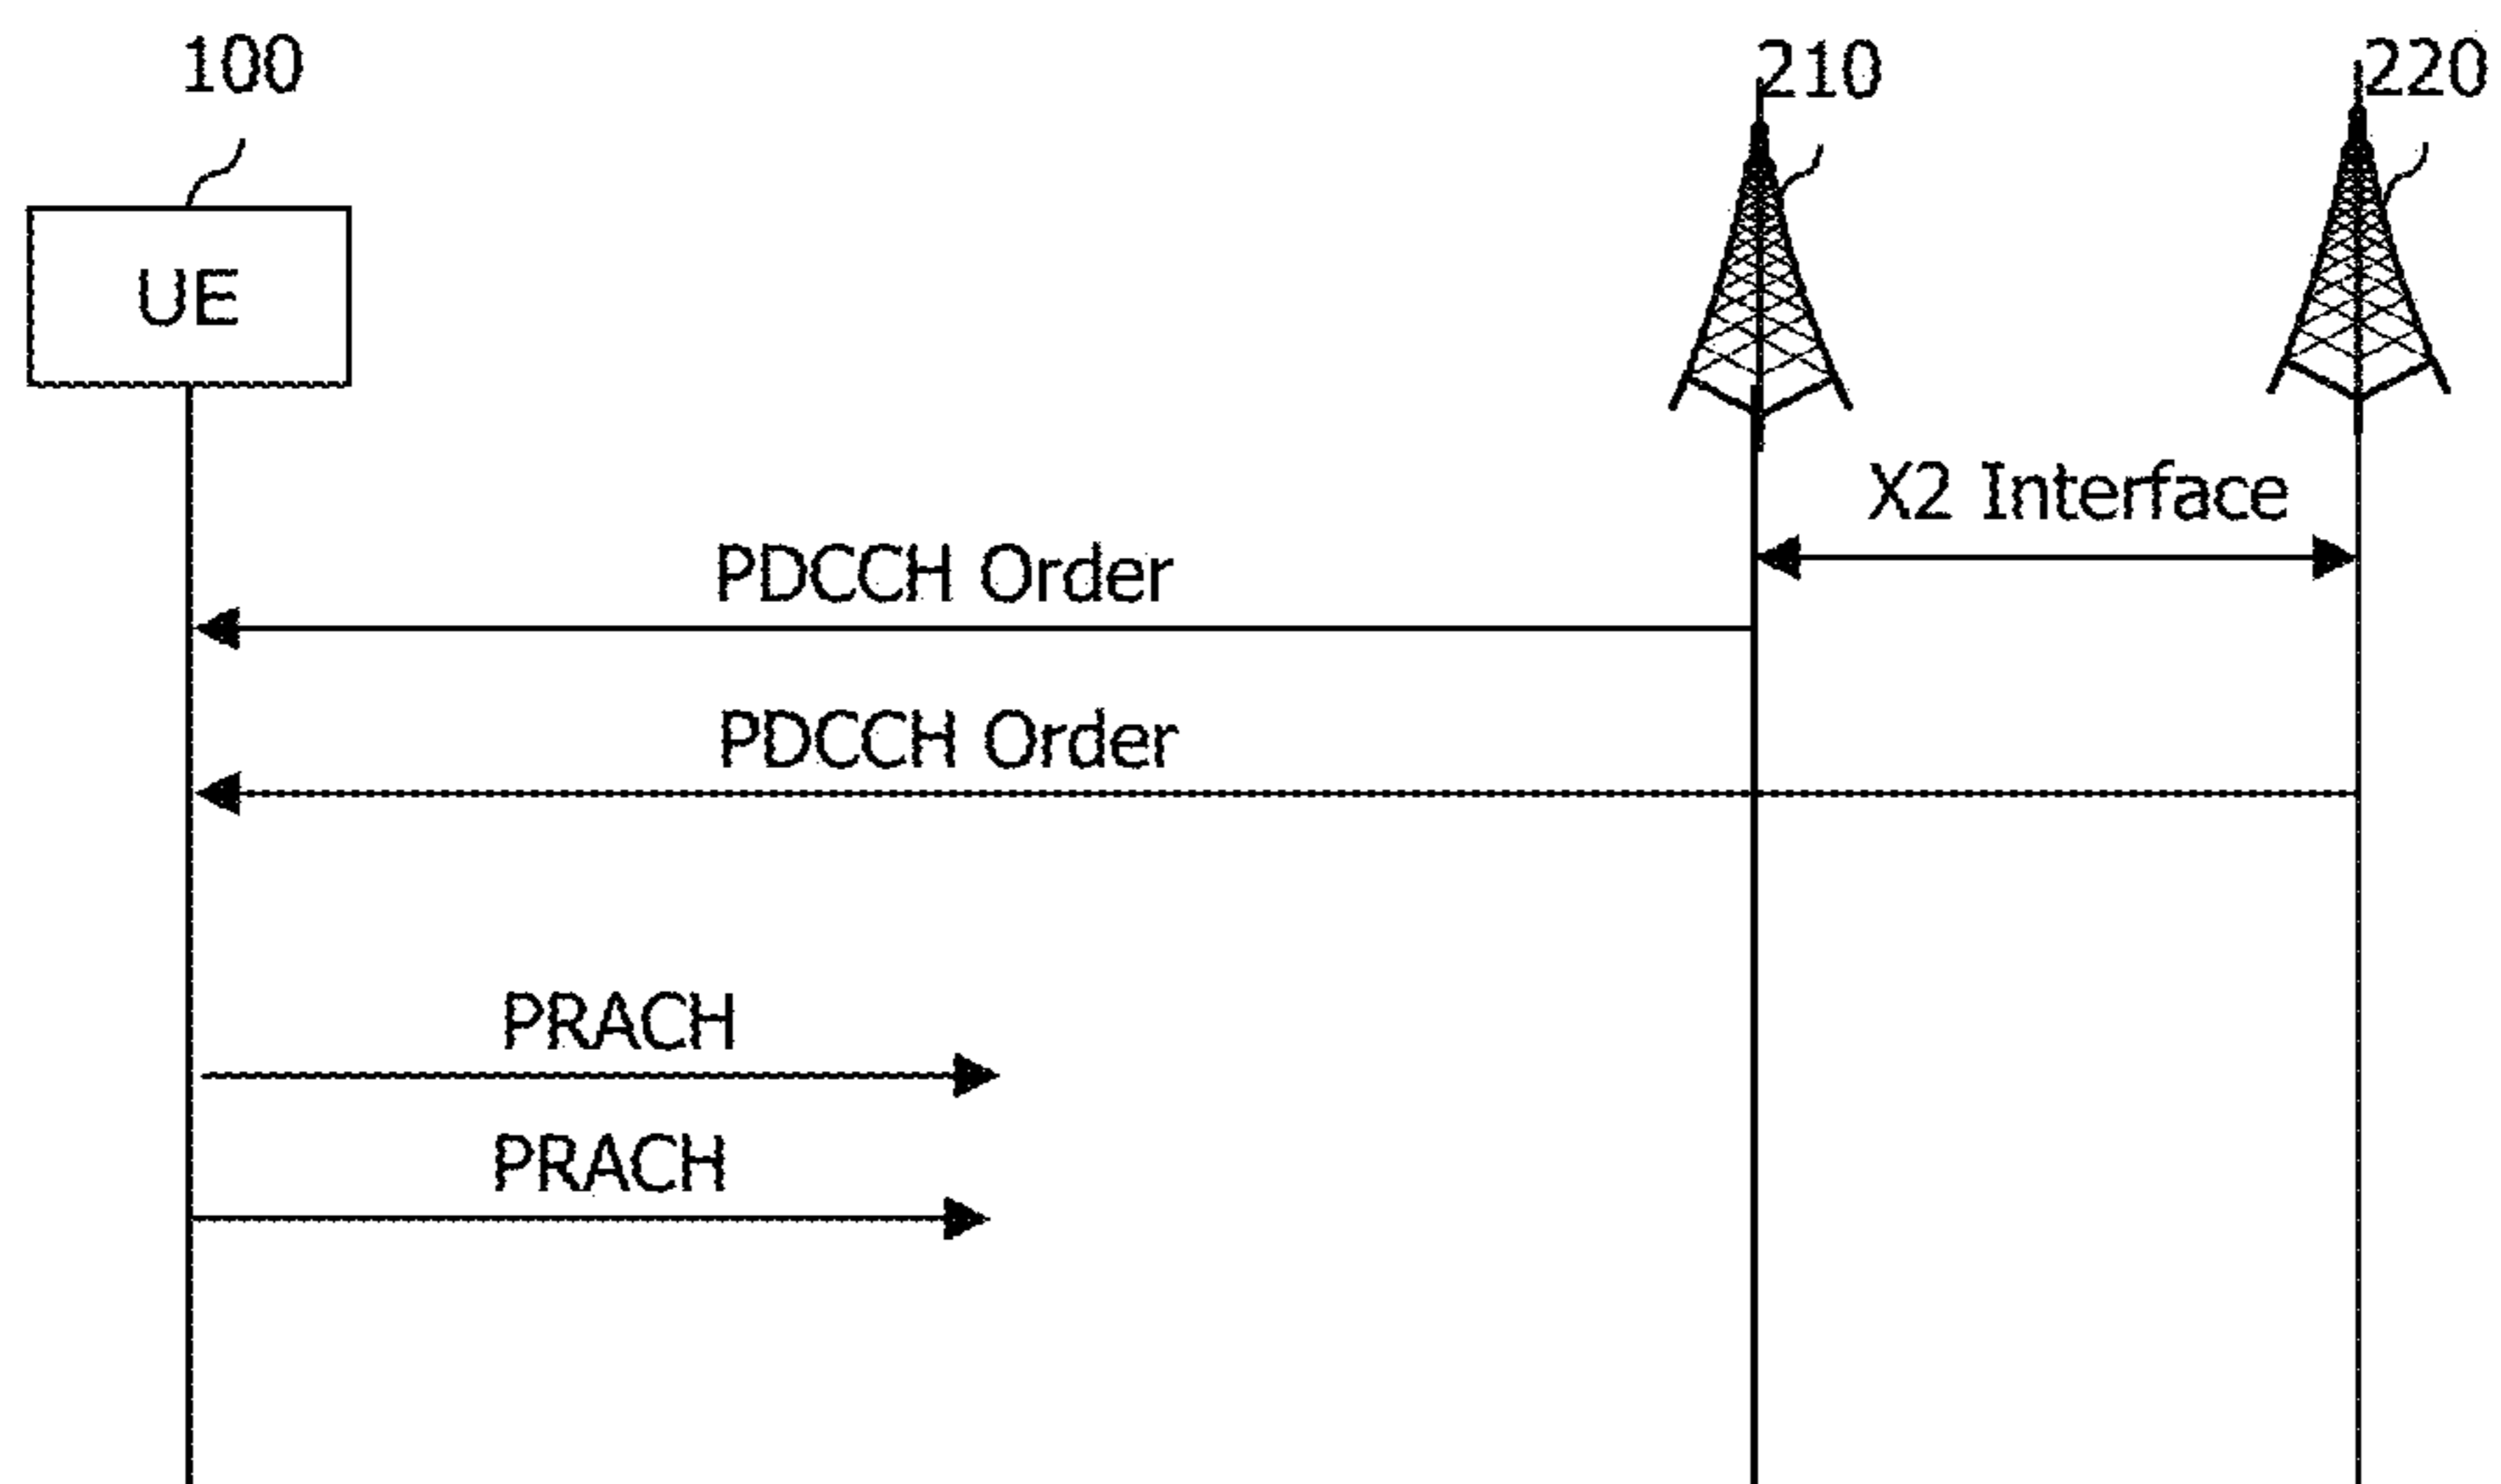 100
210
220
UE
X2 Interface
PDCCH Order
PDCCH Order
PRACH
PRACH